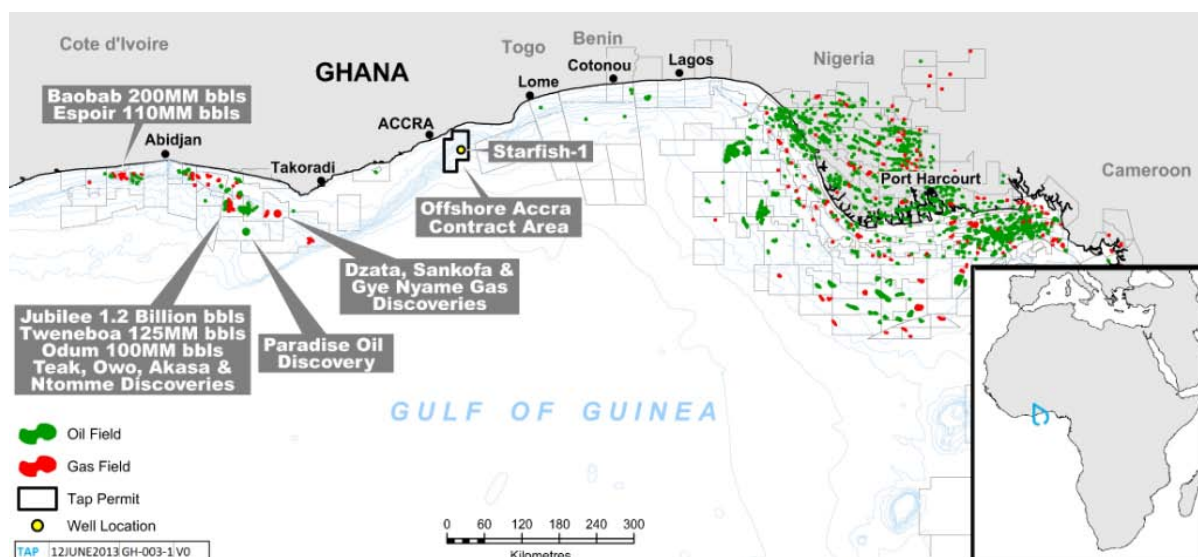 Cote d'Ivoire
Togo
Benin
Nigeria
Cameroon
GHANA
Lome
Cotonou
Lagos
ACCRA
Abidjan
Takoradi
Port Harcourt
Baobab 200MM bbls
Espoir 110MM bbls
Starfish-1
Offshore Accra
Contract Area
Dzata, Sankofa &
Gye Nyame Gas
Discoveries
Jubilee 1.2 Billion bbls
Tweneboa 125MM bbls
Odum 100MM bbls
Teak, Owo, Akasa &
Ntomme Discoveries
Paradise Oil
Discovery
GULF OF GUINEA
Oil Field
Gas Field
Tap Permit
Well Location
0 60 120 180 240 300
Kilometres
TAP 12JUNE2013 GH-003-1 V0